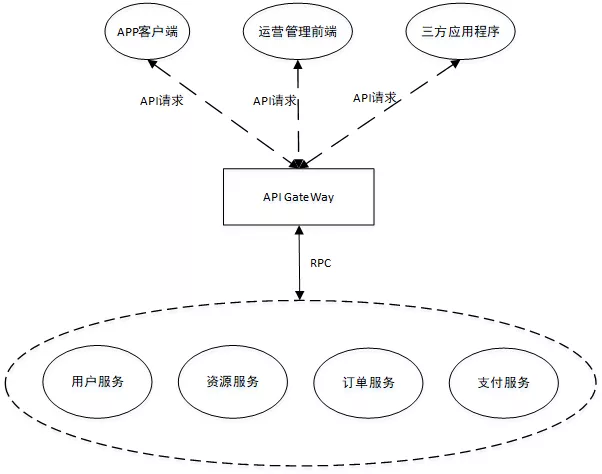 APP客户端
运营管理前端
三方应用程序
API请求
API请求
API请求
API GateWay
RPC
用户服务
资源服务
订单服务
支付服务